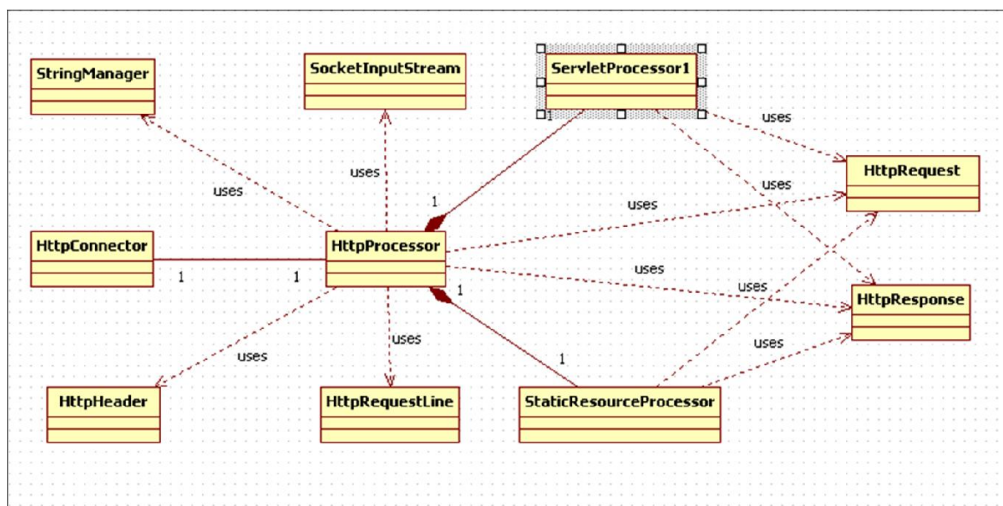 StringManager
SocketInputStream
ServletProcessor1
1
uses
uses
uses
uses
HttpRequest
1
uses
HttpConnector
HttpProcessor
1
1
uses
1
uses
HttpResponse
uses
uses
1
uses
HttpHeader
HttpRequestLine
StaticResourceProcessor